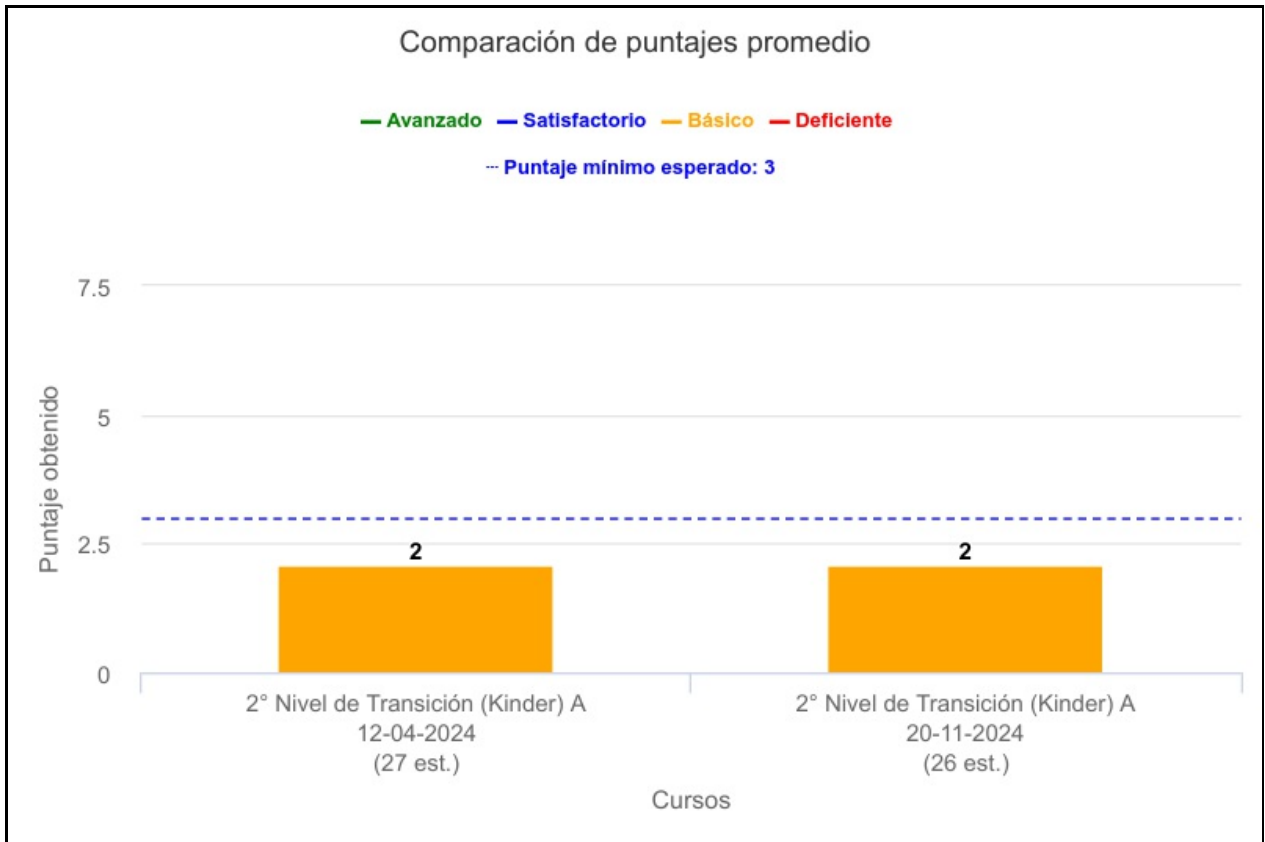 Comparación de puntajes promedio
Avanzado Satisfactorio Básico Deficiente
Puntaje mínimo esperado: 3
7.5
5
2.5
0
Puntaje obtenido
2
2
2° Nivel de Transición (Kinder) A
12-04-2024
(27 est.)
2° Nivel de Transición (Kinder) A
20-11-2024
(26 est.)
Cursos